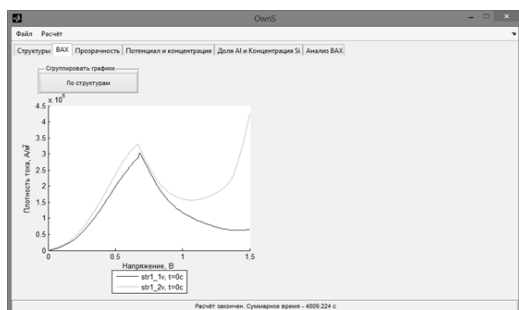 OwnS
Файл Расчёт
Структуры ВАХ Прозрачность Потенциал и концентрация Доля Al и Концентрация Si Анализ ВАХ
Сгруппировать графики
По структурам
x 10⁸
4.5
4
3.5
3
2.5
2
1.5
1
0.5
0
Плотность тока, А/м²
0 0.5 1 1.5
Напряжение, В
str1_1v, t=0c
str1_2v, t=0c
Расчёт закончен. Суммарное время - 4809.224 с